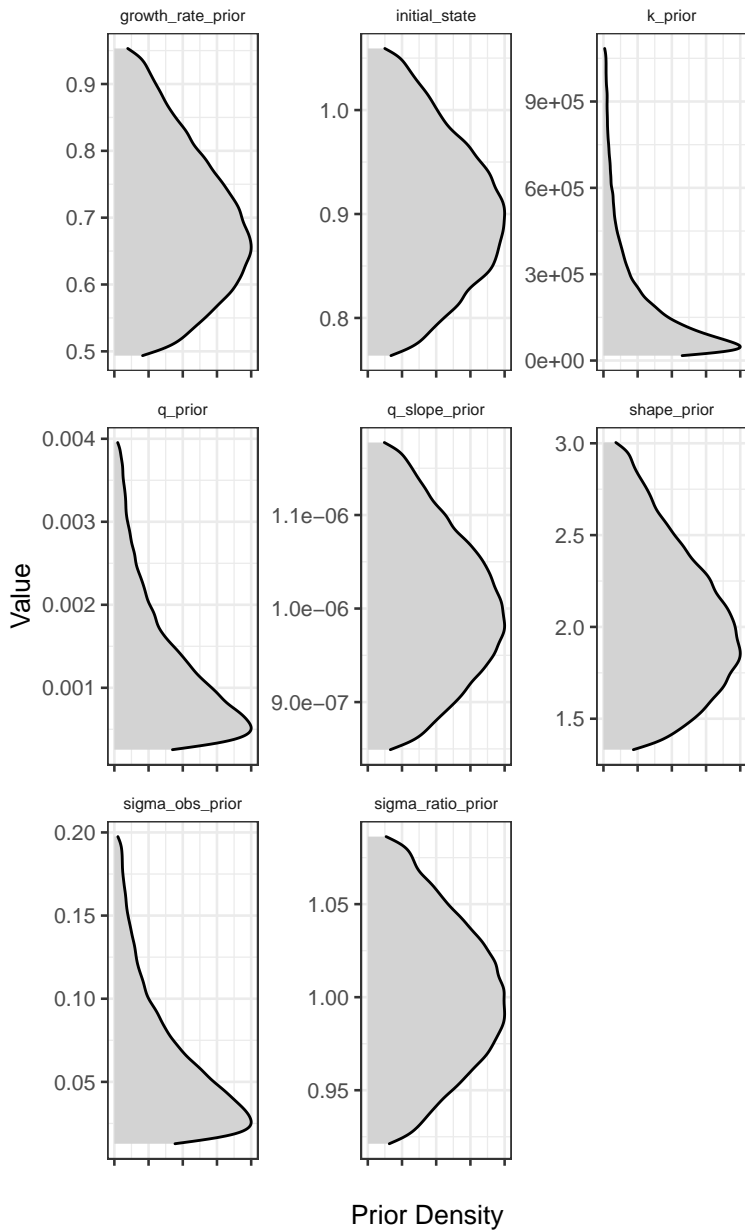 growth_rate_prior
initial_state
k_prior
0.9
0.8
0.7
0.6
0.5
1.0
0.9
0.8
9e+05
6e+05
3e+05
0e+00
q_prior
q_slope_prior
shape_prior
0.004
0.003
0.002
0.001
1.1e−06
1.0e−06
9.0e−07
3.0
2.5
2.0
1.5
sigma_obs_prior
sigma_ratio_prior
0.20
0.15
0.10
0.05
1.05
1.00
0.95
Value
Prior Density